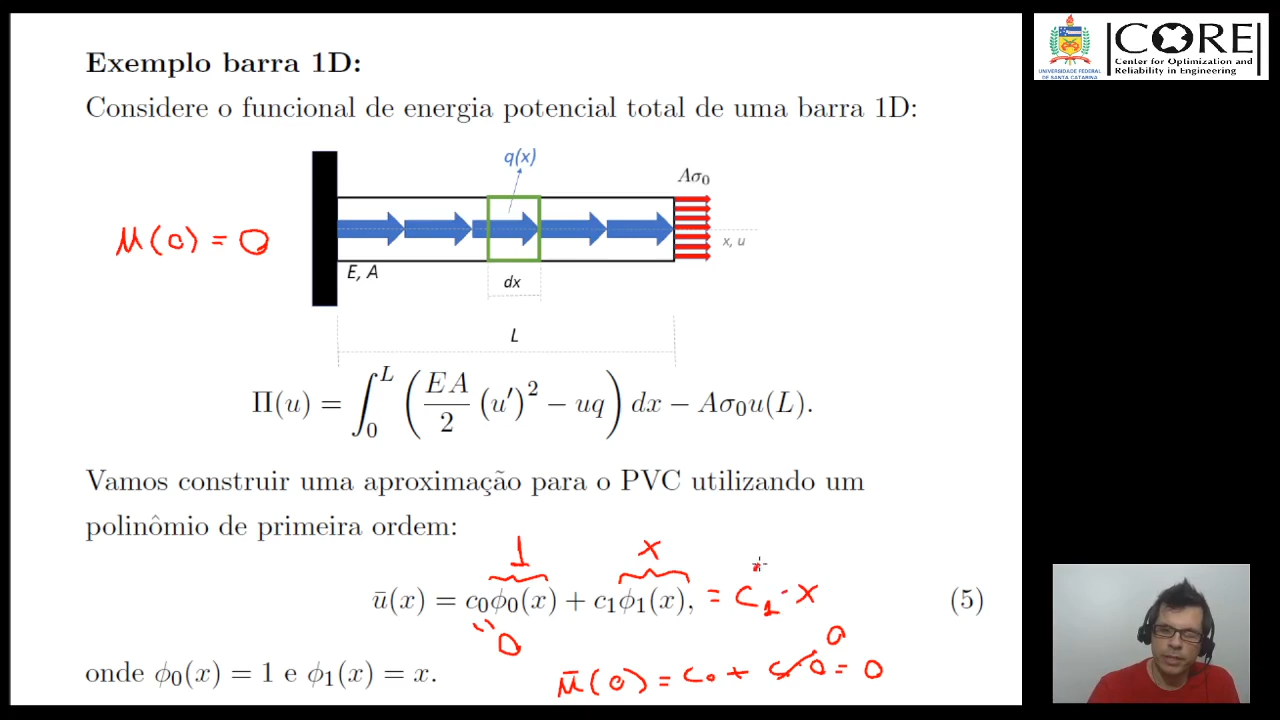 Exemplo barra 1D:
CORE
Center for Optimization and
Reliability in Engineering
UNIVERSIDADE FEDERAL
DE SANTA CATARINA
Considere o funcional de energia potencial total de uma barra 1D:
q(x)
Aσ₀
u(0) = 0
x, u
E, A
dx
L
Π(u) = ∫₀ᴸ (EA/2 (u′)² − uq) dx − Aσ₀u(L).
Vamos construir uma aproximação para o PVC utilizando um
polinômio de primeira ordem:
1 x
ū(x) = c₀ϕ₀(x) + c₁ϕ₁(x), = c₁·x (5)
0 0
onde ϕ₀(x) = 1 e ϕ₁(x) = x.
ū(0) = c₀ + c₁0 = 0